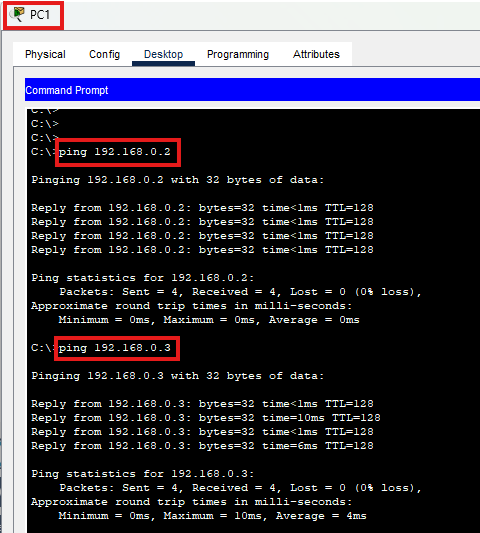 PC1
Physical Config Desktop Programming Attributes
Command Prompt
C:\>
C:\>
C:\>
C:\>ping 192.168.0.2
Pinging 192.168.0.2 with 32 bytes of data:
Reply from 192.168.0.2: bytes=32 time<1ms TTL=128
Reply from 192.168.0.2: bytes=32 time<1ms TTL=128
Reply from 192.168.0.2: bytes=32 time<1ms TTL=128
Reply from 192.168.0.2: bytes=32 time<1ms TTL=128
Ping statistics for 192.168.0.2:
Packets: Sent = 4, Received = 4, Lost = 0 (0% loss),
Approximate round trip times in milli-seconds:
Minimum = 0ms, Maximum = 0ms, Average = 0ms
C:\>ping 192.168.0.3
Pinging 192.168.0.3 with 32 bytes of data:
Reply from 192.168.0.3: bytes=32 time<1ms TTL=128
Reply from 192.168.0.3: bytes=32 time=10ms TTL=128
Reply from 192.168.0.3: bytes=32 time<1ms TTL=128
Reply from 192.168.0.3: bytes=32 time=6ms TTL=128
Ping statistics for 192.168.0.3:
Packets: Sent = 4, Received = 4, Lost = 0 (0% loss),
Approximate round trip times in milli-seconds:
Minimum = 0ms, Maximum = 10ms, Average = 4ms